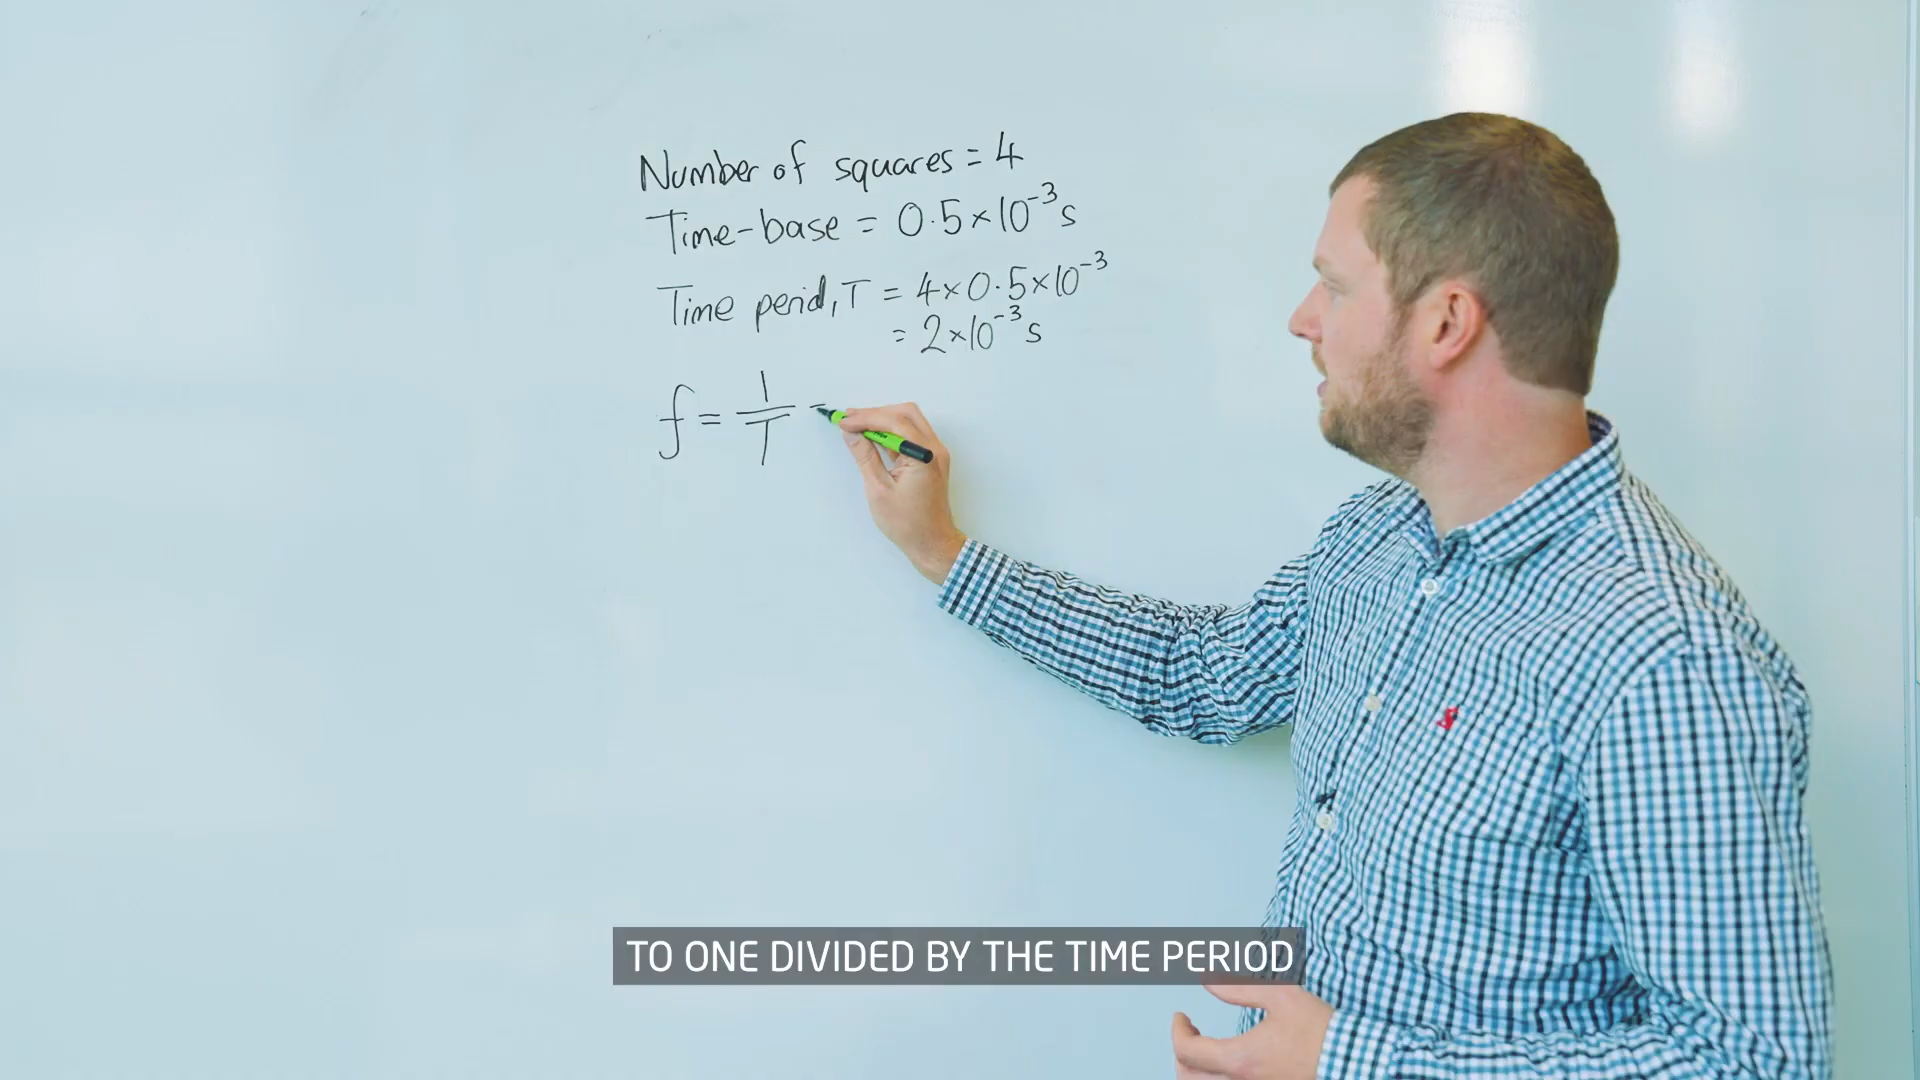 Number of squares = 4
Time-base = 0.5×10⁻³s
Time period, T = 4×0.5×10⁻³
= 2×10⁻³s
f = 1/T =
TO ONE DIVIDED BY THE TIME PERIOD